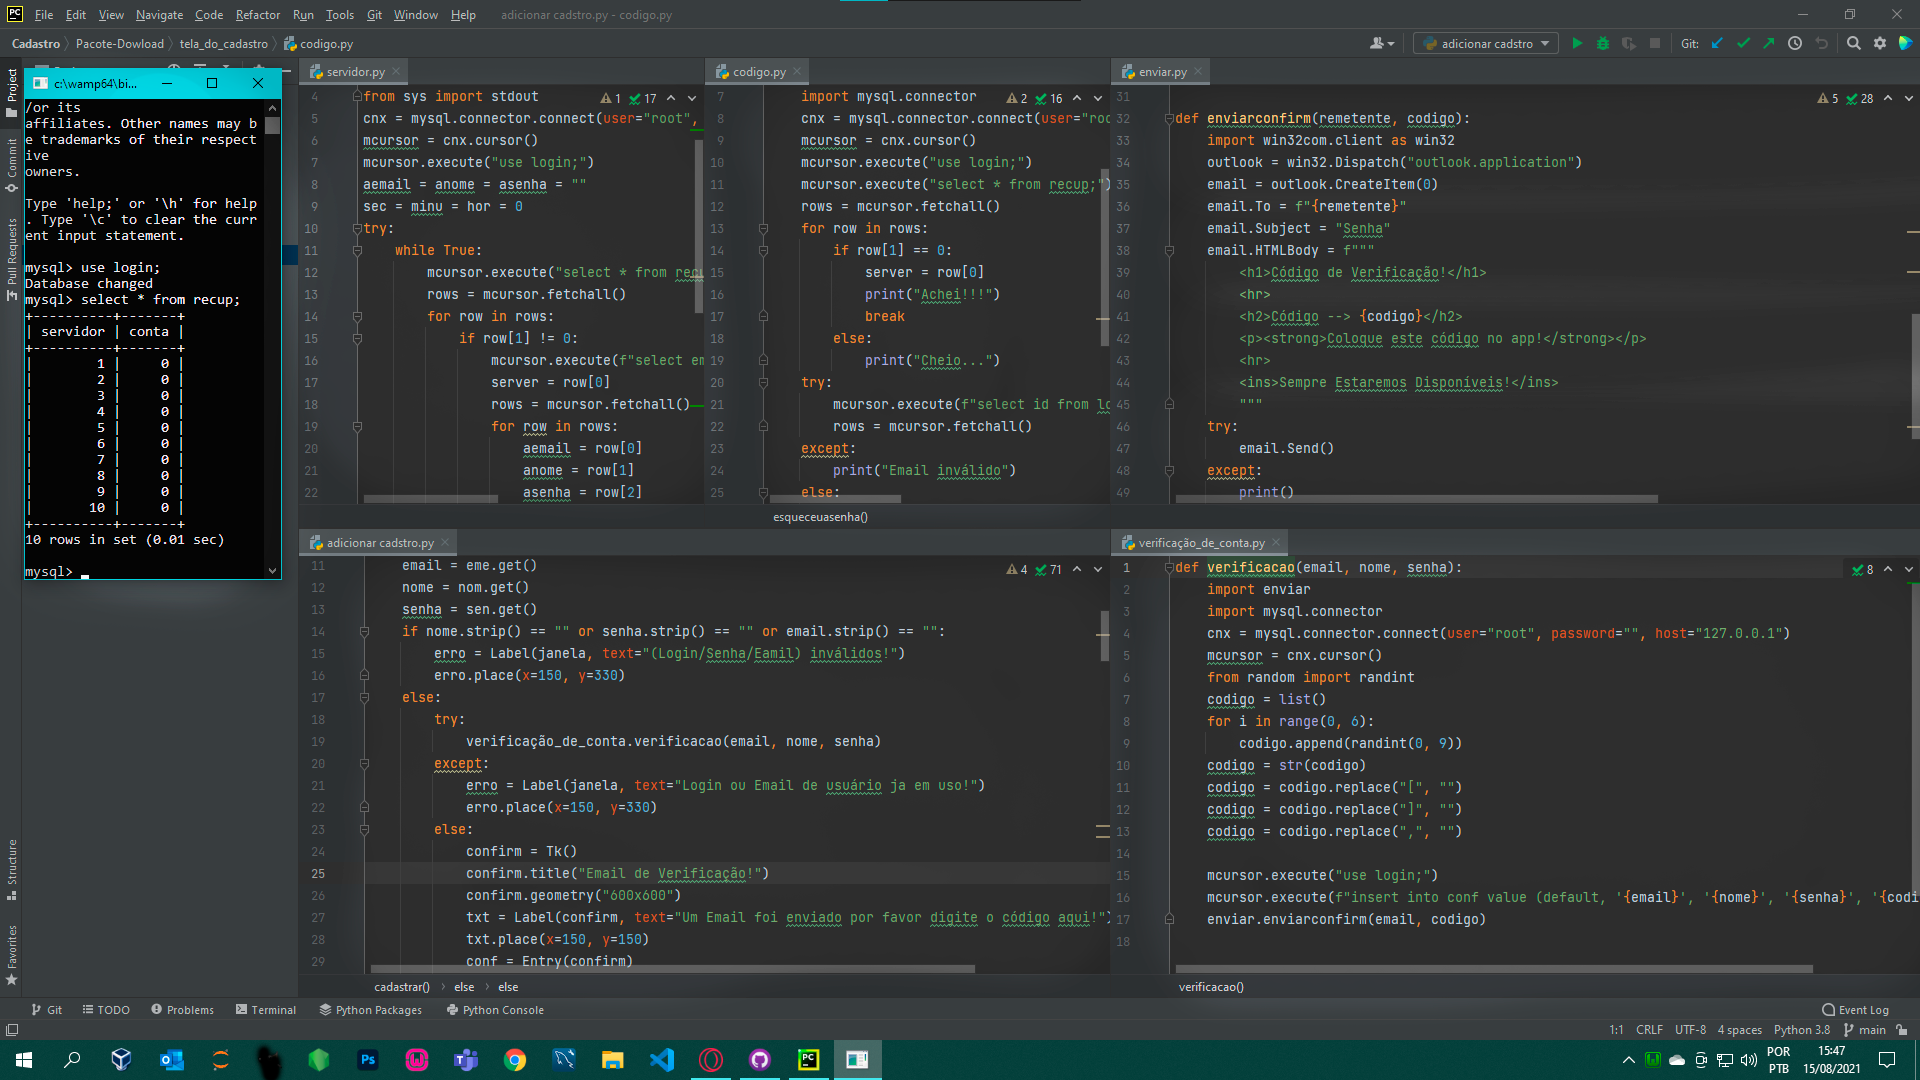 File Edit View Navigate Code Refactor Run Tools Git Window Help adicionar cadstro.py - codigo.py
Cadastro Pacote-Dowload tela_do_cadastro codigo.py
adicionar cadstro
Git:
Project
Commit
Pull Requests
Structure
Favorites
c:\wamp64\bi...
/or its
affiliates. Other names may b
e trademarks of their respect
ive
owners.
Type 'help;' or '\h' for help
. Type '\c' to clear the curr
ent input statement.
mysql> use login;
Database changed
mysql> select * from recup;
+----------+-------+
| servidor | conta |
+----------+-------+
|        1 |     0 |
|        2 |     0 |
|        3 |     0 |
|        4 |     0 |
|        5 |     0 |
|        6 |     0 |
|        7 |     0 |
|        8 |     0 |
|        9 |     0 |
|       10 |     0 |
+----------+-------+
10 rows in set (0.01 sec)
mysql>
servidor.py
1 17
4 from sys import stdout
5 cnx = mysql.connector.connect(user="root",
6 mcursor = cnx.cursor()
7 mcursor.execute("use login;")
8 aemail = anome = asenha = ""
9 sec = minu = hor = 0
10 try:
11 while True:
12 mcursor.execute("select * from recu
13 rows = mcursor.fetchall()
14 for row in rows:
15 if row[1] != 0:
16 mcursor.execute(f"select em
17 server = row[0]
18 rows = mcursor.fetchall()
19 for row in rows:
20 aemail = row[0]
21 anome = row[1]
22 asenha = row[2]
codigo.py
2 16
7 import mysql.connector
8 cnx = mysql.connector.connect(user="roo
9 mcursor = cnx.cursor()
10 mcursor.execute("use login;")
11 mcursor.execute("select * from recup;")
12 rows = mcursor.fetchall()
13 for row in rows:
14 if row[1] == 0:
15 server = row[0]
16 print("Achei!!!")
17 break
18 else:
19 print("Cheio...")
20 try:
21 mcursor.execute(f"select id from lo
22 rows = mcursor.fetchall()
23 except:
24 print("Email inválido")
25 else:
esqueceuasenha()
enviar.py
5 28
31
32 def enviarconfirm(remetente, codigo):
33 import win32com.client as win32
34 outlook = win32.Dispatch("outlook.application")
35 email = outlook.CreateItem(0)
36 email.To = f"{remetente}"
37 email.Subject = "Senha"
38 email.HTMLBody = f"""
39 <h1>Código de Verificação!</h1>
40 <hr>
41 <h2>Código --> {codigo}</h2>
42 <p><strong>Coloque este código no app!</strong></p>
43 <hr>
44 <ins>Sempre Estaremos Disponiveis!</ins>
45 """
46 try:
47 email.Send()
48 except:
49 print()
adicionar cadstro.py
4 71
11 email = eme.get()
12 nome = nom.get()
13 senha = sen.get()
14 if nome.strip() == "" or senha.strip() == "" or email.strip() == "":
15 erro = Label(janela, text="(Login/Senha/Eamil) inválidos!")
16 erro.place(x=150, y=330)
17 else:
18 try:
19 verificação_de_conta.verificacao(email, nome, senha)
20 except:
21 erro = Label(janela, text="Login ou Email de usuário ja em uso!")
22 erro.place(x=150, y=330)
23 else:
24 confirm = Tk()
25 confirm.title("Email de Verificação!")
26 confirm.geometry("600x600")
27 txt = Label(confirm, text="Um Email foi enviado por favor digite o código aqui!")
28 txt.place(x=150, y=150)
29 conf = Entry(confirm)
cadastrar() else else
verificação_de_conta.py
8
1 def verificacao(email, nome, senha):
2 import enviar
3 import mysql.connector
4 cnx = mysql.connector.connect(user="root", password="", host="127.0.0.1")
5 mcursor = cnx.cursor()
6 from random import randint
7 codigo = list()
8 for i in range(0, 6):
9 codigo.append(randint(0, 9))
10 codigo = str(codigo)
11 codigo = codigo.replace("[", "")
12 codigo = codigo.replace("]", "")
13 codigo = codigo.replace(",", "")
14
15 mcursor.execute("use login;")
16 mcursor.execute(f"insert into conf value (default, '{email}', '{nome}', '{senha}', '{codi
17 enviar.enviarconfirm(email, codigo)
18
verificacao()
Git TODO Problems Terminal Python Packages Python Console Event Log
1:1 CRLF UTF-8 4 spaces Python 3.8 main
POR
PTB
15:47
15/08/2021